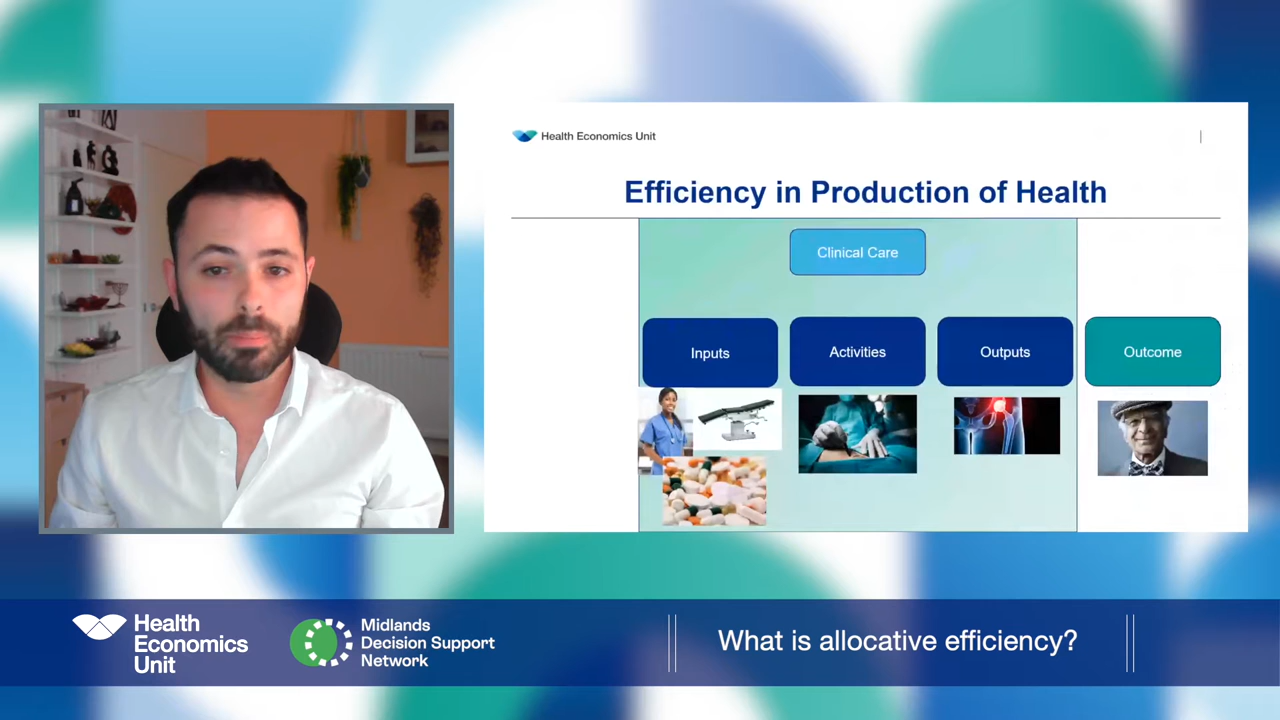 Health Economics Unit
Efficiency in Production of Health
Clinical Care
Inputs
Activities
Outputs
Outcome
Health
Economics
Unit
Midlands
Decision Support
Network
What is allocative efficiency?